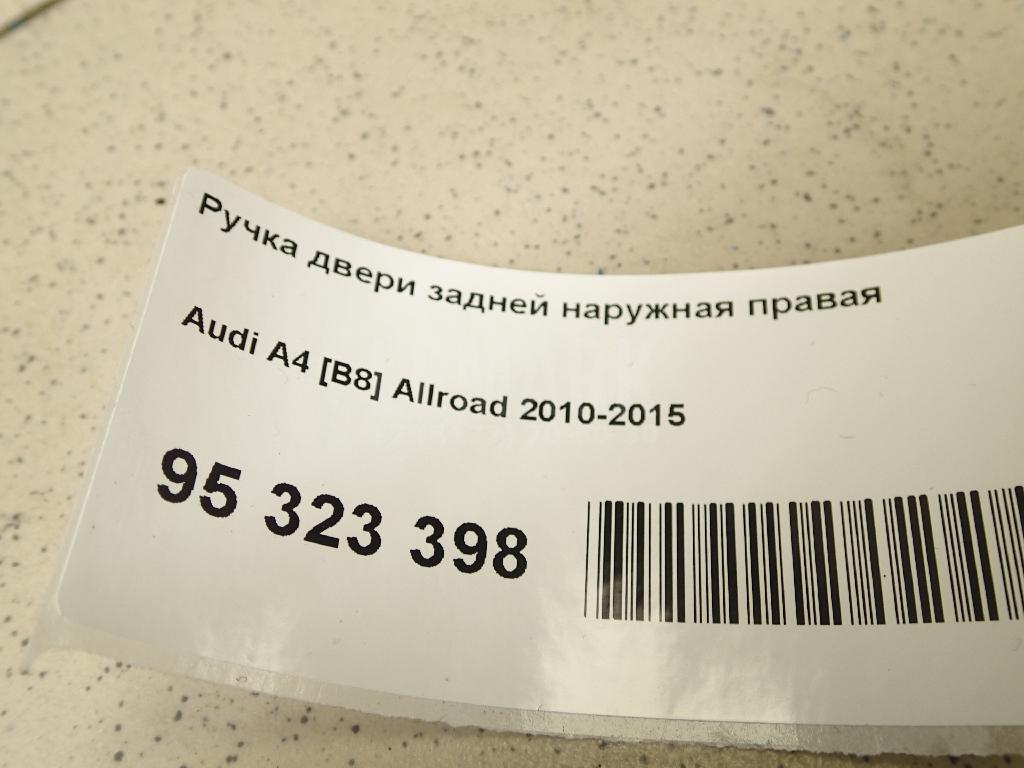 Ручка двери задней наружная правая
Audi A4 [B8] Allroad 2010-2015
95 323 398